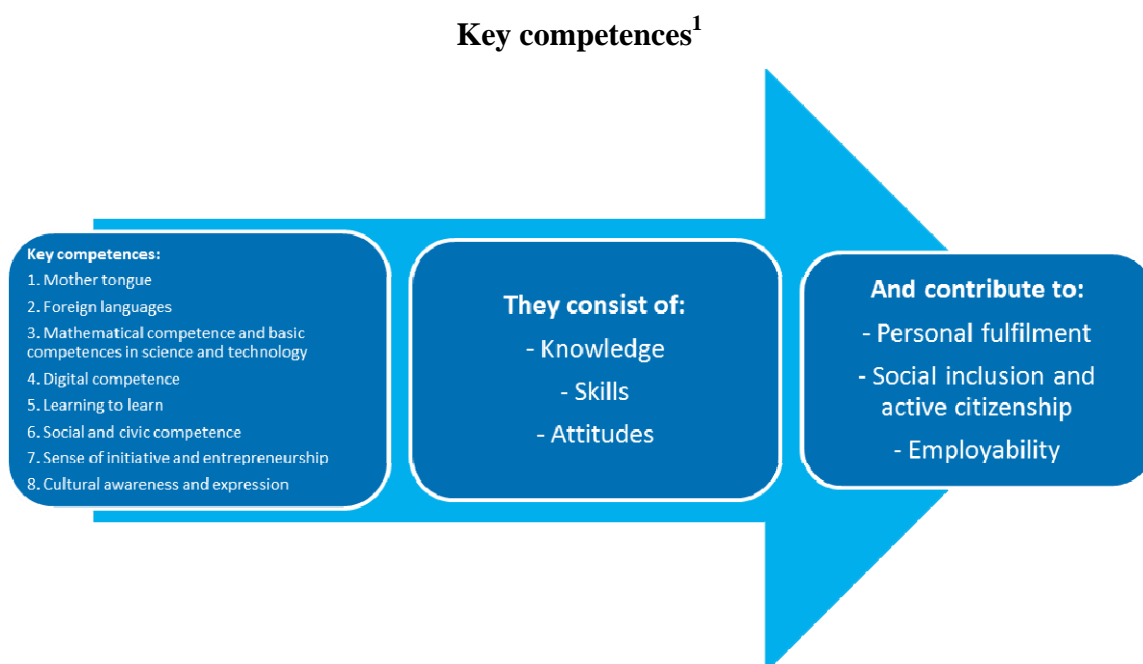 Key competences1
Key competences:
1. Mother tongue
2. Foreign languages
3. Mathematical competence and basic
competences in science and technology
4. Digital competence
5. Learning to learn
6. Social and civic competence
7. Sense of initiative and entrepreneurship
8. Cultural awareness and expression
They consist of:
- Knowledge
- Skills
- Attitudes
And contribute to:
- Personal fulfilment
- Social inclusion and
active citizenship
- Employability